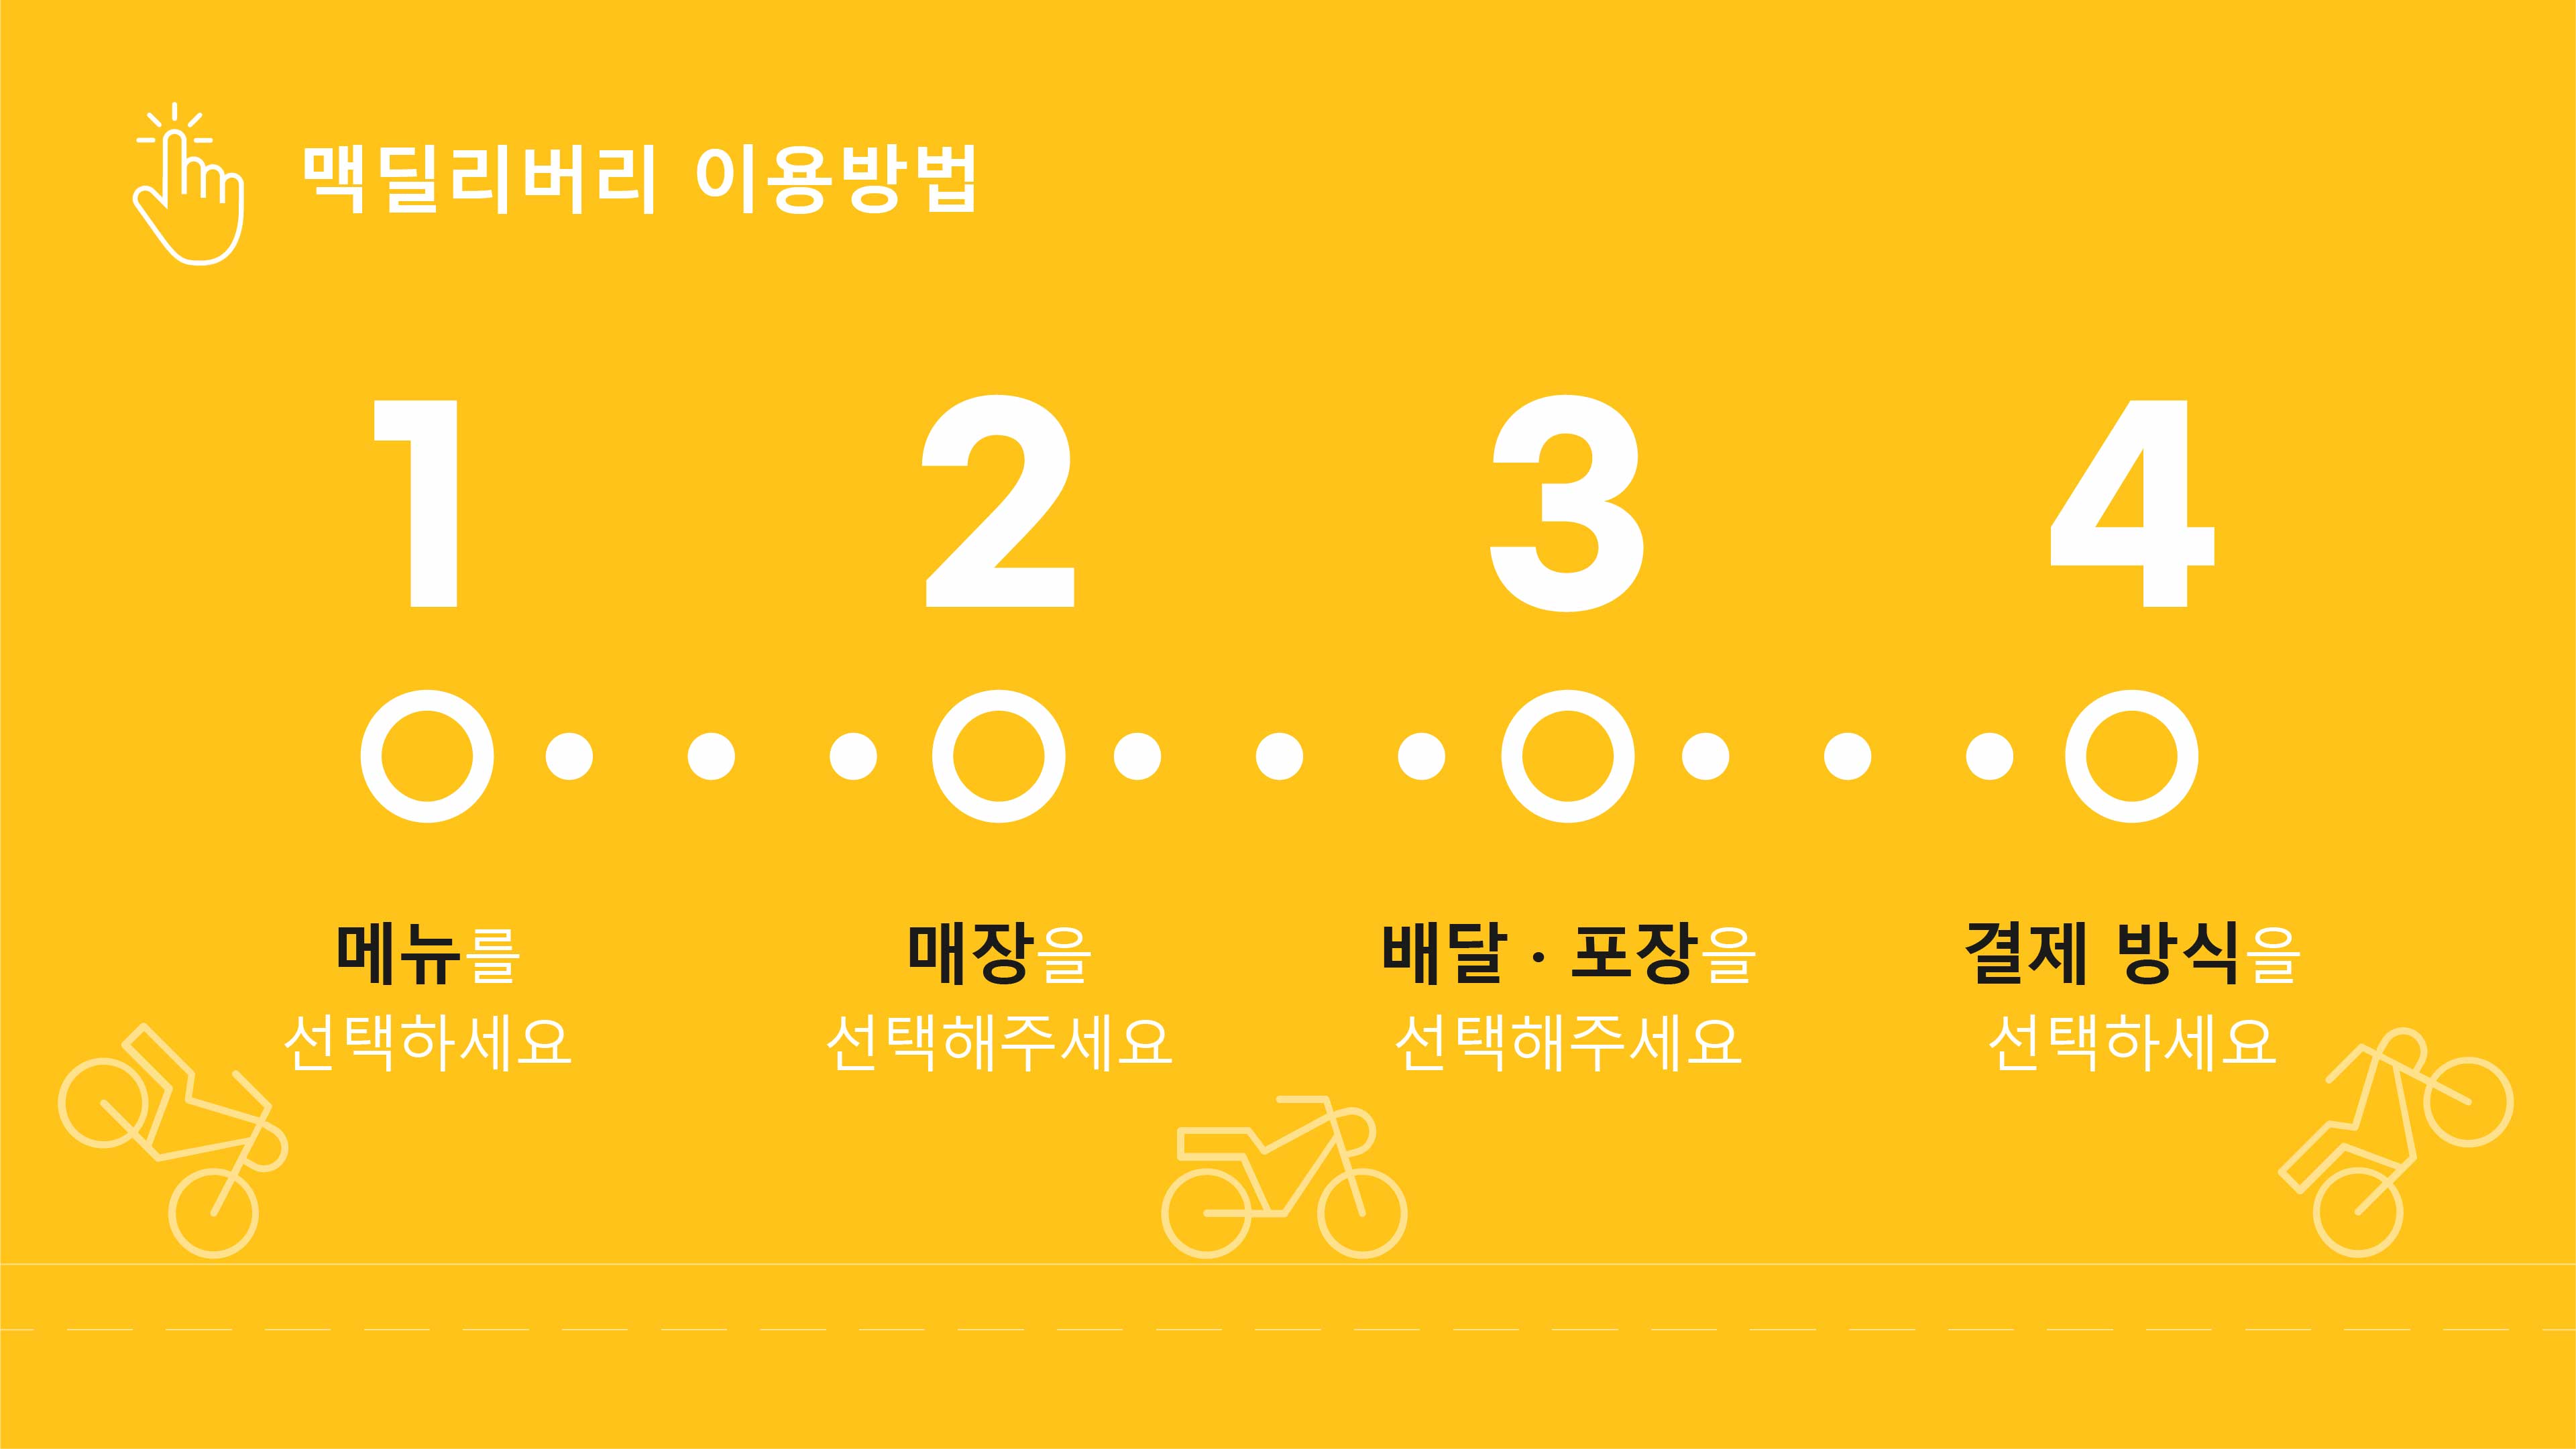 맥딜리버리 이용방법
1
2
3
4
메뉴를
선택하세요
매장을
선택해주세요
배달 · 포장을
선택해주세요
결제 방식을
선택하세요